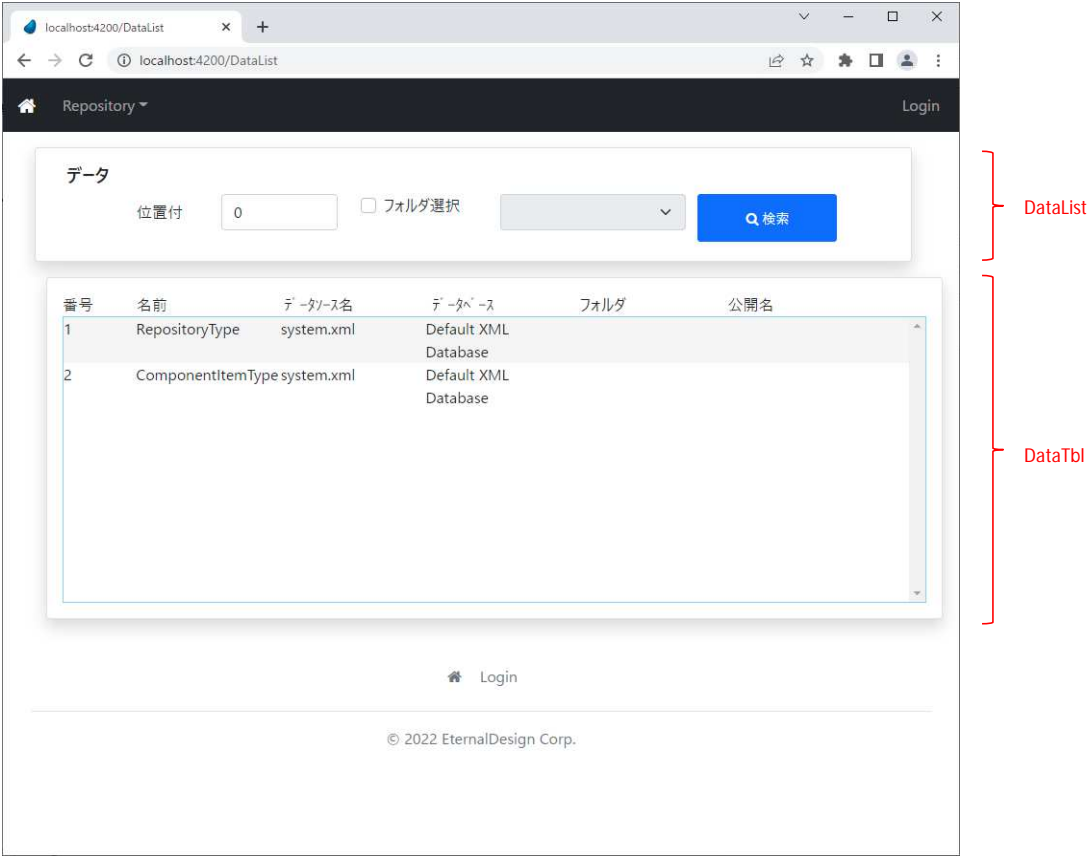 localhost:4200/DataList
localhost:4200/DataList
Repository
Login
データ
位置付
0
フォルダ選択
検索
DataList
番号 名前 ﾃﾞｰﾀｿｰｽ名 ﾃﾞｰﾀﾍﾞｰｽ フォルダ 公開名
1 RepositoryType system.xml Default XML
Database
2 ComponentItemType system.xml Default XML
Database
DataTbl
Login
© 2022 EternalDesign Corp.